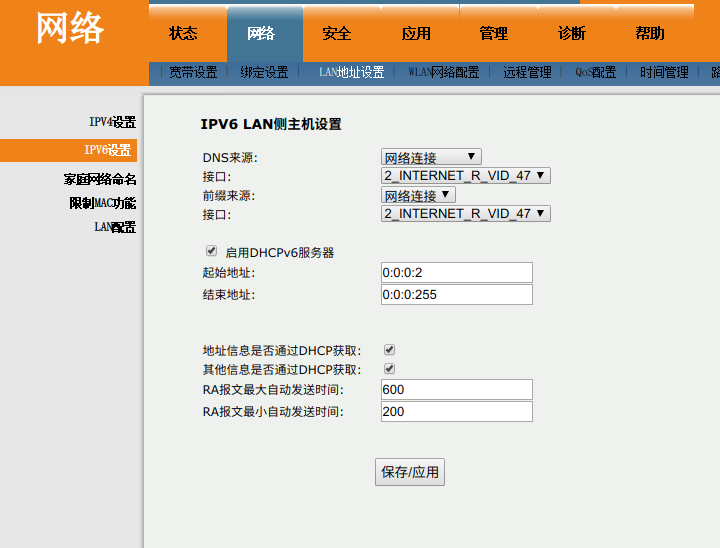 网络
状态 网络 安全 应用 管理 诊断 帮助
宽带设置 | 绑定设置 | LAN地址设置 | WLAN网络配置 | 远程管理 | QoS配置 | 时间管理 | 路
IPV4设置
IPV6设置
家庭网络命名
限制MAC功能
LAN配置
IPV6 LAN侧主机设置
DNS来源: 网络连接
接口: 2_INTERNET_R_VID_47
前缀来源: 网络连接
接口: 2_INTERNET_R_VID_47
启用DHCPv6服务器
起始地址: 0:0:0:2
结束地址: 0:0:0:255
地址信息是否通过DHCP获取:
其他信息是否通过DHCP获取:
RA报文最大自动发送时间: 600
RA报文最小自动发送时间: 200
保存/应用